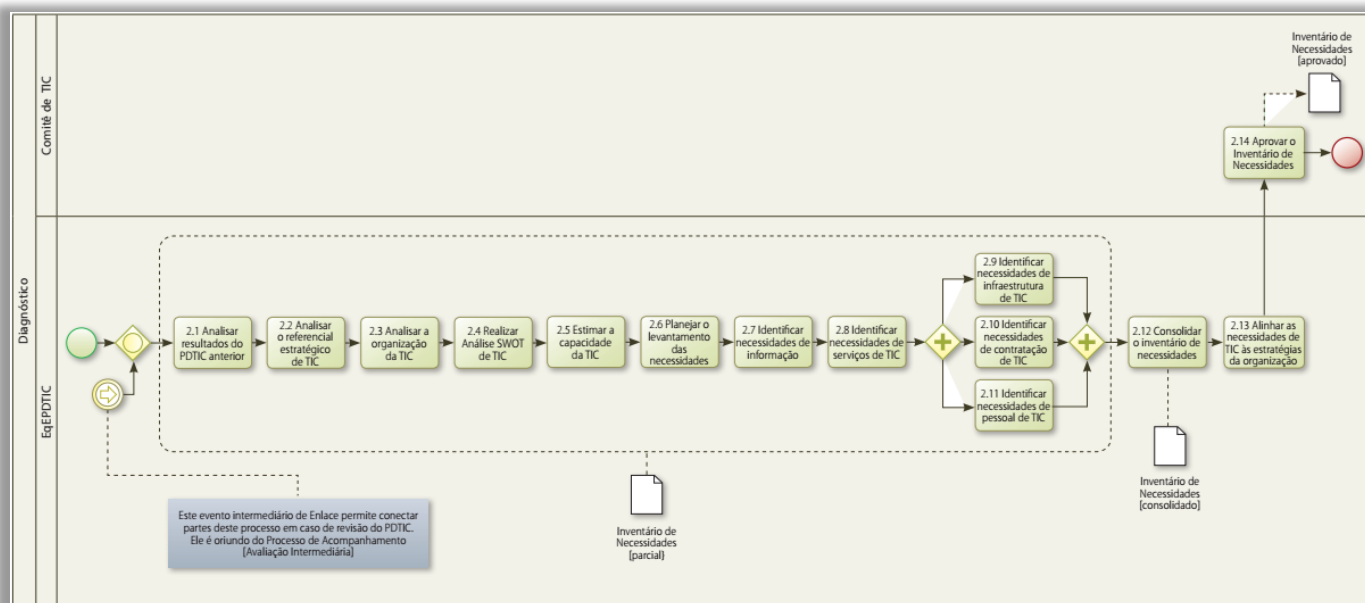 Diagnóstico
Comitê de TIC
Inventário de
Necessidades
[aprovado]
2.14 Aprovar o
Inventário de
Necessidades
EqEPDTIC
2.1 Analisar
resultados do
PDTIC anterior
2.2 Analisar
o referencial
estratégico
de TIC
2.3 Analisar a
organização
da TIC
2.4 Realizar
Análise SWOT
de TIC
2.5 Estimar a
capacidade
da TIC
2.6 Planejar o
levantamento
das
necessidades
2.7 Identificar
necessidades de
informação
2.8 Identificar
necessidades de
serviços de TIC
2.9 Identificar
necessidades de
infraestrutura
de TIC
2.10 Identificar
necessidades
de contratação
de TIC
2.11 Identificar
necessidades de
pessoal de TIC
2.12 Consolidar
o inventário de
necessidades
2.13 Alinhar as
necessidades de
TIC às estratégias
da organização
Este evento intermediário de Enlace permite conectar
partes deste processo em caso de revisão do PDTIC.
Ele é oriundo do Processo de Acompanhamento
[Avaliação Intermediária]
Inventário de
Necessidades
[parcial}
Inventário de
Necessidades
[consolidado]